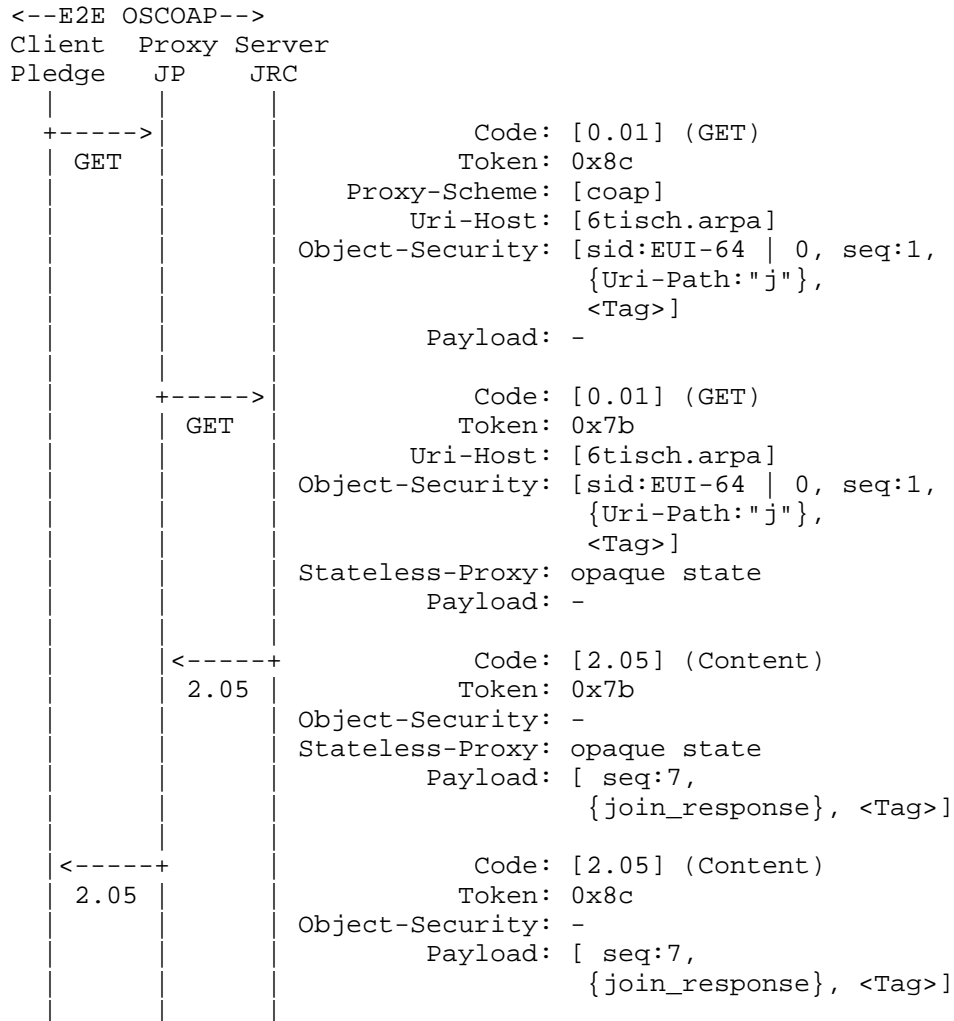 <--E2E OSCOAP-->
Client   Proxy Server
Pledge    JP     JRC
  |       |       |
  +----->|       |            Code: [0.01] (GET)
  | GET   |       |           Token: 0x8c
  |       |       |    Proxy-Scheme: [coap]
  |       |       |        Uri-Host: [6tisch.arpa]
  |       |       | Object-Security: [sid:EUI-64 | 0, seq:1,
  |       |       |                   {Uri-Path:"j"},
  |       |       |                   <Tag>]
  |       |       |         Payload: -
  |       |       |
  |       +----->|            Code: [0.01] (GET)
  |       | GET   |           Token: 0x7b
  |       |       |        Uri-Host: [6tisch.arpa]
  |       |       | Object-Security: [sid:EUI-64 | 0, seq:1,
  |       |       |                   {Uri-Path:"j"},
  |       |       |                   <Tag>]
  |       |       | Stateless-Proxy: opaque state
  |       |       |         Payload: -
  |       |       |
  |       |<-----+            Code: [2.05] (Content)
  |       | 2.05  |           Token: 0x7b
  |       |       | Object-Security: -
  |       |       | Stateless-Proxy: opaque state
  |       |       |         Payload: [ seq:7,
  |       |       |                   {join_response}, <Tag>]
  |       |       |
  |<-----+       |            Code: [2.05] (Content)
  | 2.05  |       |           Token: 0x8c
  |       |       | Object-Security: -
  |       |       |         Payload: [ seq:7,
  |       |       |                   {join_response}, <Tag>]
  |       |       |